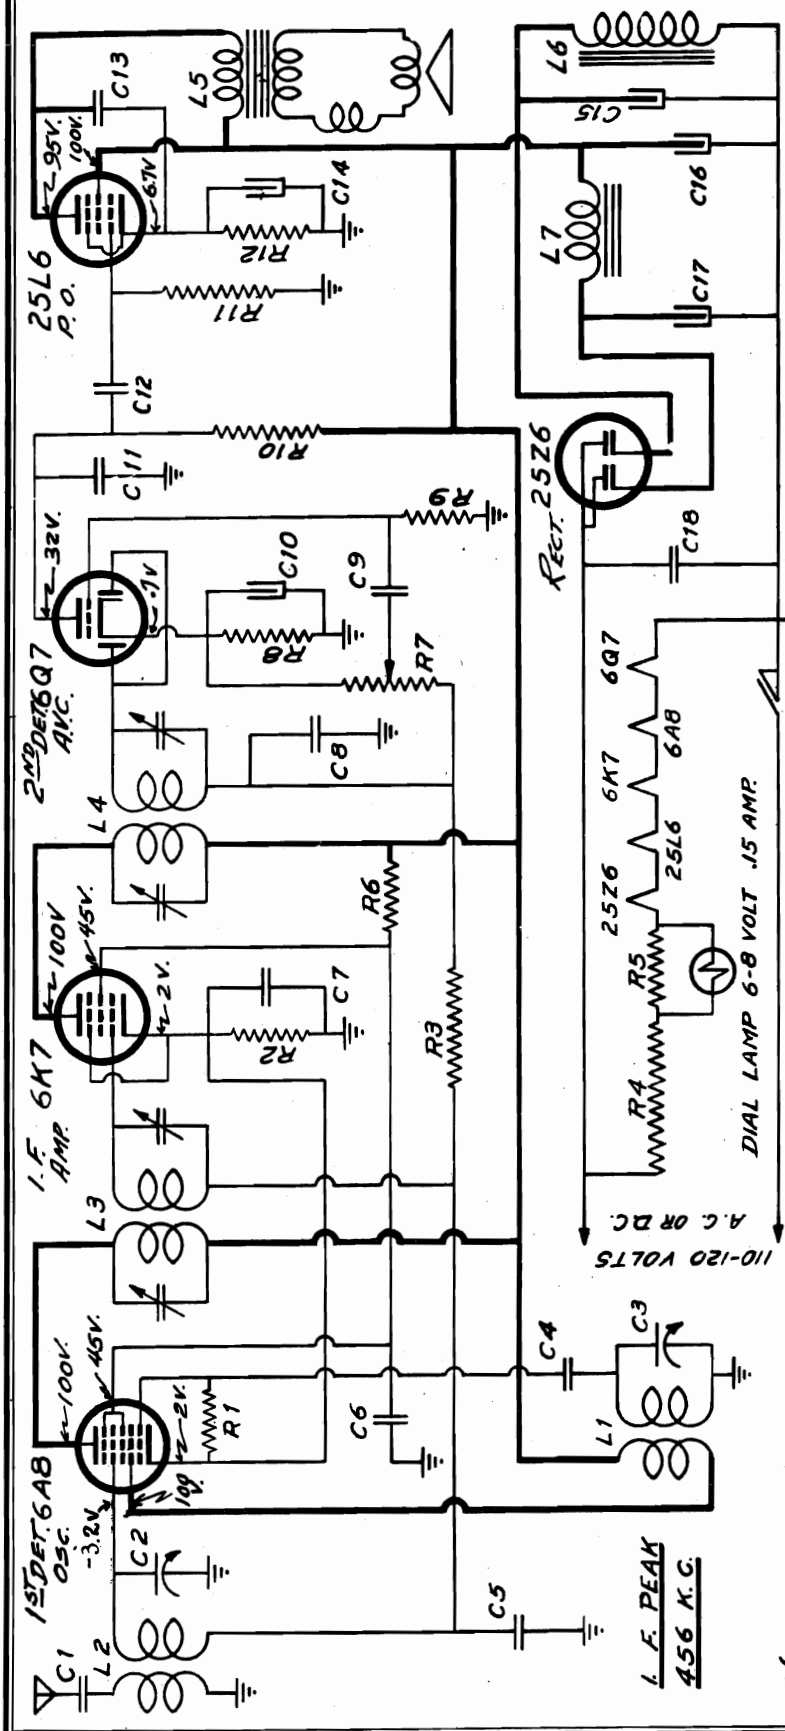 1ST DET. 6A8
OSC.
I.F. 6K7
AMP.
2ND DET. 6Q7
A.V.C.
25L6
P.O.
C1
L2
-3.2V.
C2
100V.
45V.
2V.
100
V.
R1
L3
100V
45V.
2V.
R2
C7
L4
32V.
.7V
R8
C10
C11
C12
R10
R11
95V.
100V.
6.7V
R12
C14
C13
L5
C5
C6
R3
R6
C8
R7
C9
R9
L1
C4
C3
I. F. PEAK
456 K.C.
110-120 VOLTS
A.C. OR D.C.
R4
R5
25Z6
25L6
6K7
6A8
6Q7
DIAL LAMP 6-8 VOLT .15 AMP.
RECT. 25Z6
C18
L7
C17
C16
C15
L6